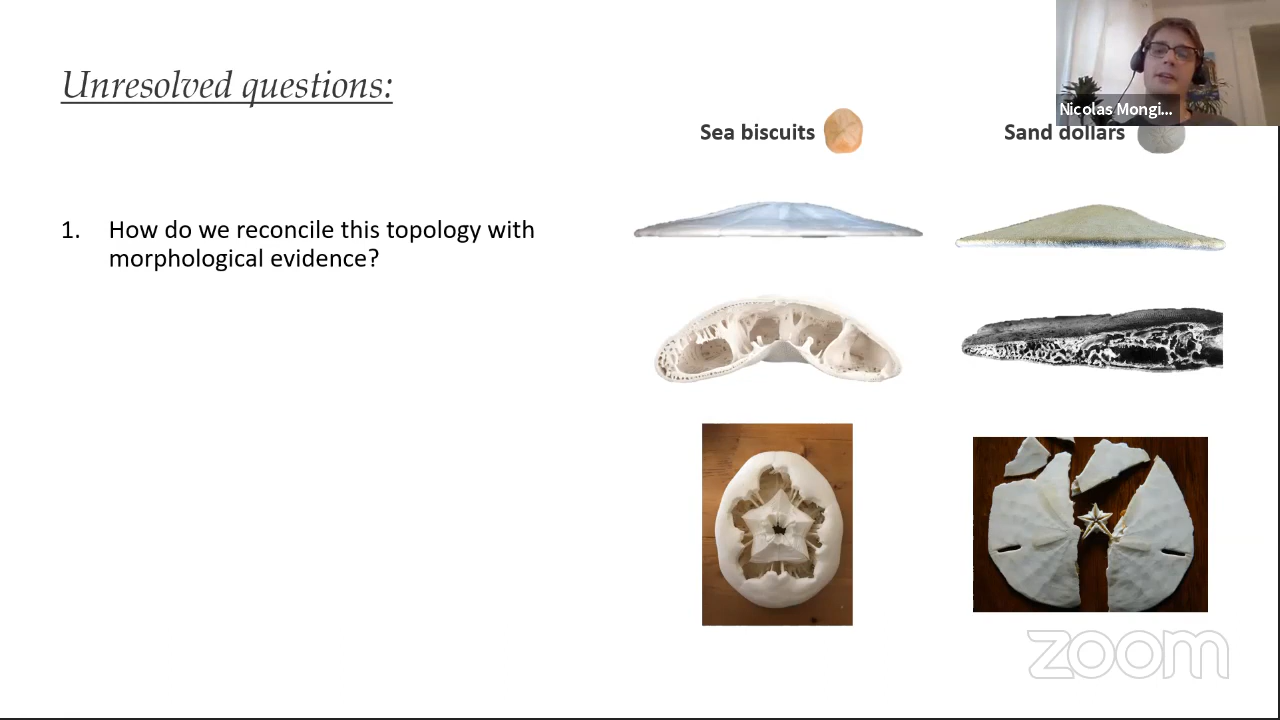 Unresolved questions:
Nicolas Mongi...
Sea biscuits
Sand dollars
1. How do we reconcile this topology with
morphological evidence?
zoom